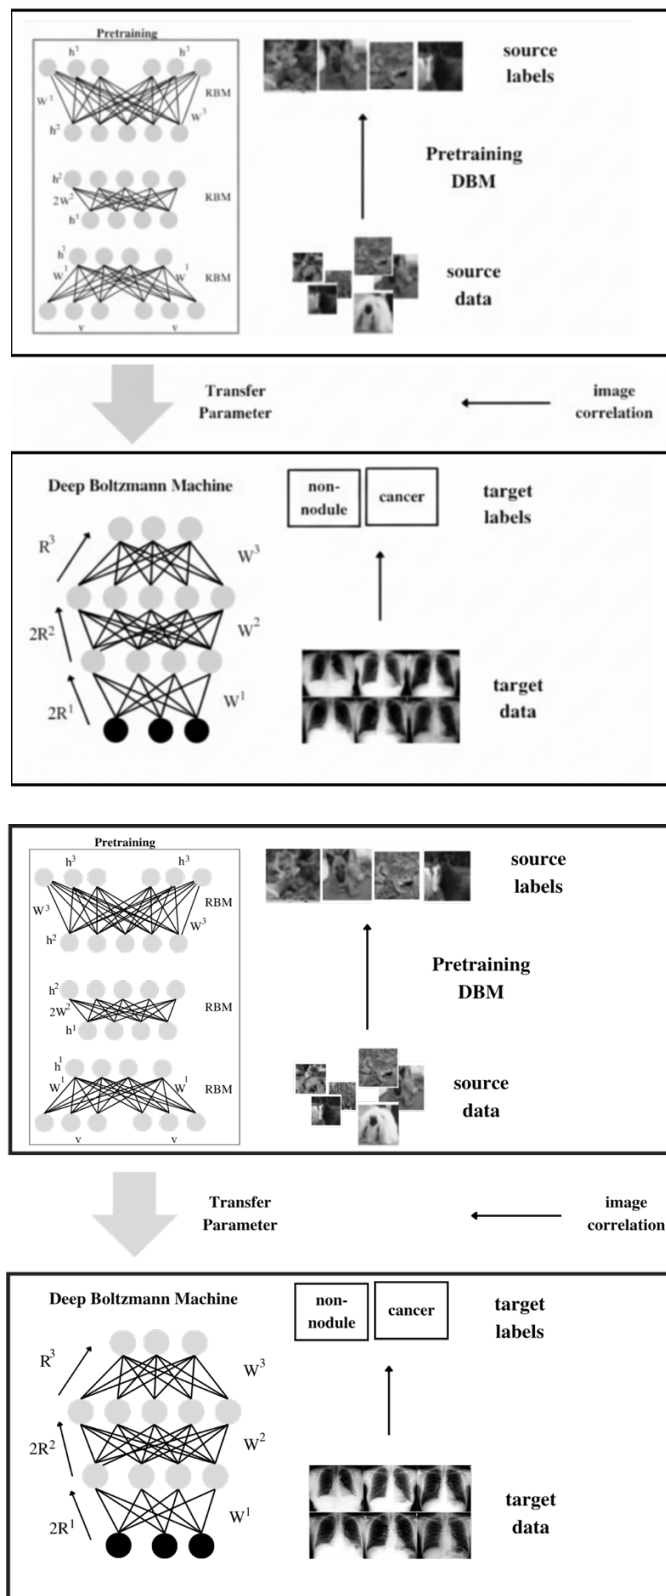 Pretraining
h³ h³
source
labels
RBM
W³
W³
h²
Pretraining
DBM
h²
2W²
RBM
h¹
h¹
source
data
W¹
W¹
RBM
v v
Transfer
Parameter
image
correlation
Deep Boltzmann Machine
non-
nodule
cancer
target
labels
R³
W³
2R²
W²
target
data
2R¹
W¹
Pretraining
h³ h³
source
labels
RBM
W³
W³
h²
Pretraining
DBM
h²
2W²
RBM
h¹
h¹
source
data
W¹
W¹
RBM
v v
Transfer
Parameter
image
correlation
Deep Boltzmann Machine
non-
nodule
cancer
target
labels
R³
W³
2R²
W²
target
data
2R¹
W¹